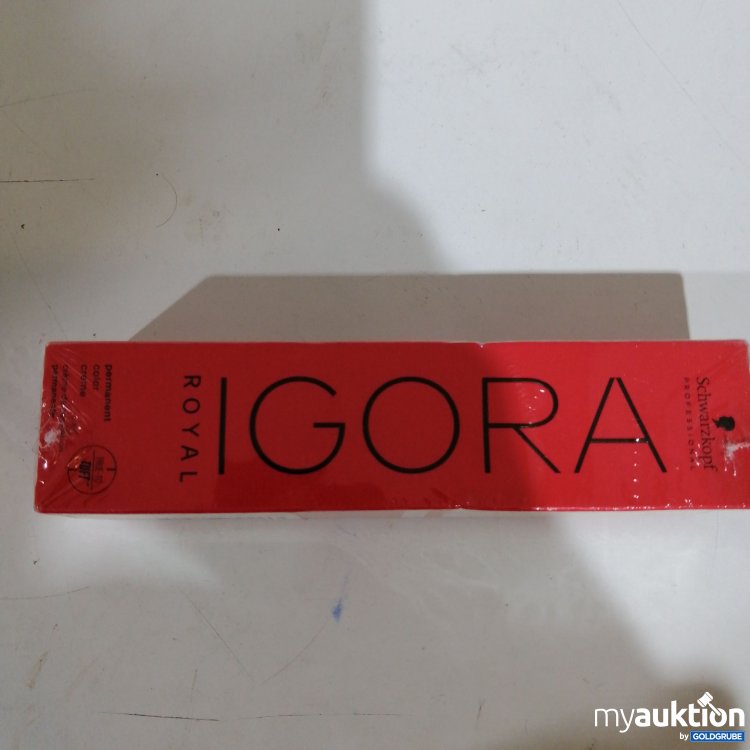 Schwarzkopf
PROFESSIONAL
IGORA
ROYAL
permanent
color
creme
myauktion
by GOLDGRUBE